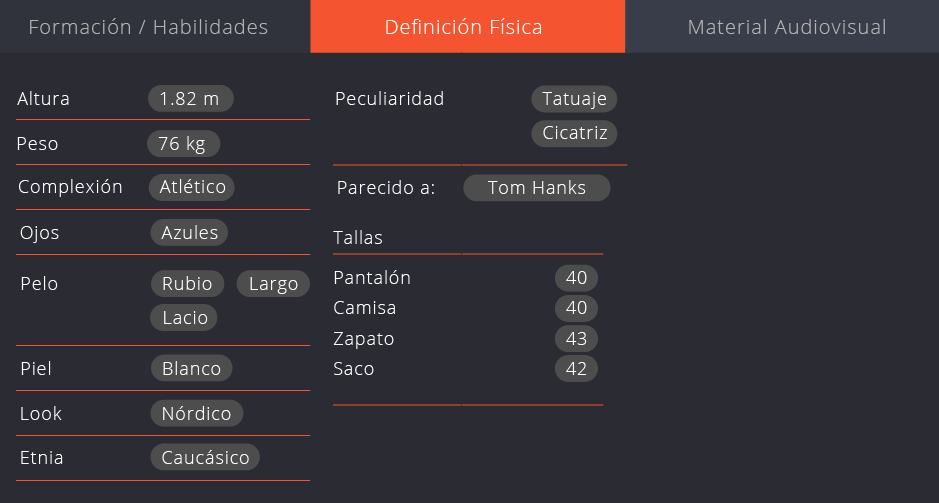 Formación / Habilidades Definición Física Material Audiovisual
Altura 1.82 m
Peso 76 kg
Complexión Atlético
Ojos Azules
Pelo Rubio Largo
Lacio
Piel Blanco
Look Nórdico
Etnia Caucásico
Peculiaridad Tatuaje
Cicatriz
Parecido a: Tom Hanks
Tallas
Pantalón 40
Camisa 40
Zapato 43
Saco 42